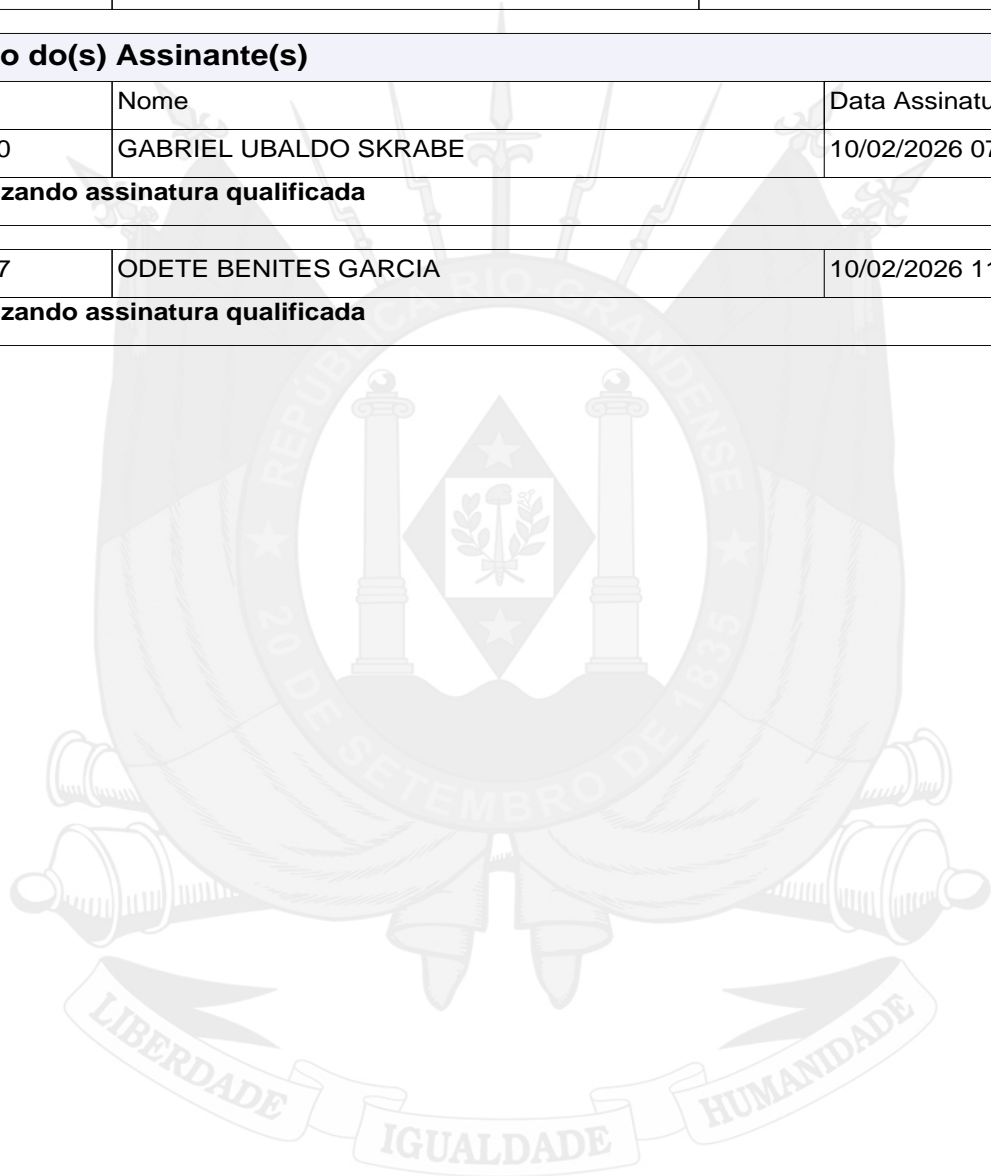 o do(s) Assinante(s)
Nome Data Assinatu
0 GABRIEL UBALDO SKRABE 10/02/2026 07
zando assinatura qualificada
7 ODETE BENITES GARCIA 10/02/2026 11
zando assinatura qualificada
REPÚBLICA RIO-GRANDENSE
20 DE SETEMBRO DE 1835
LIBERDADE IGUALDADE HUMANIDADE